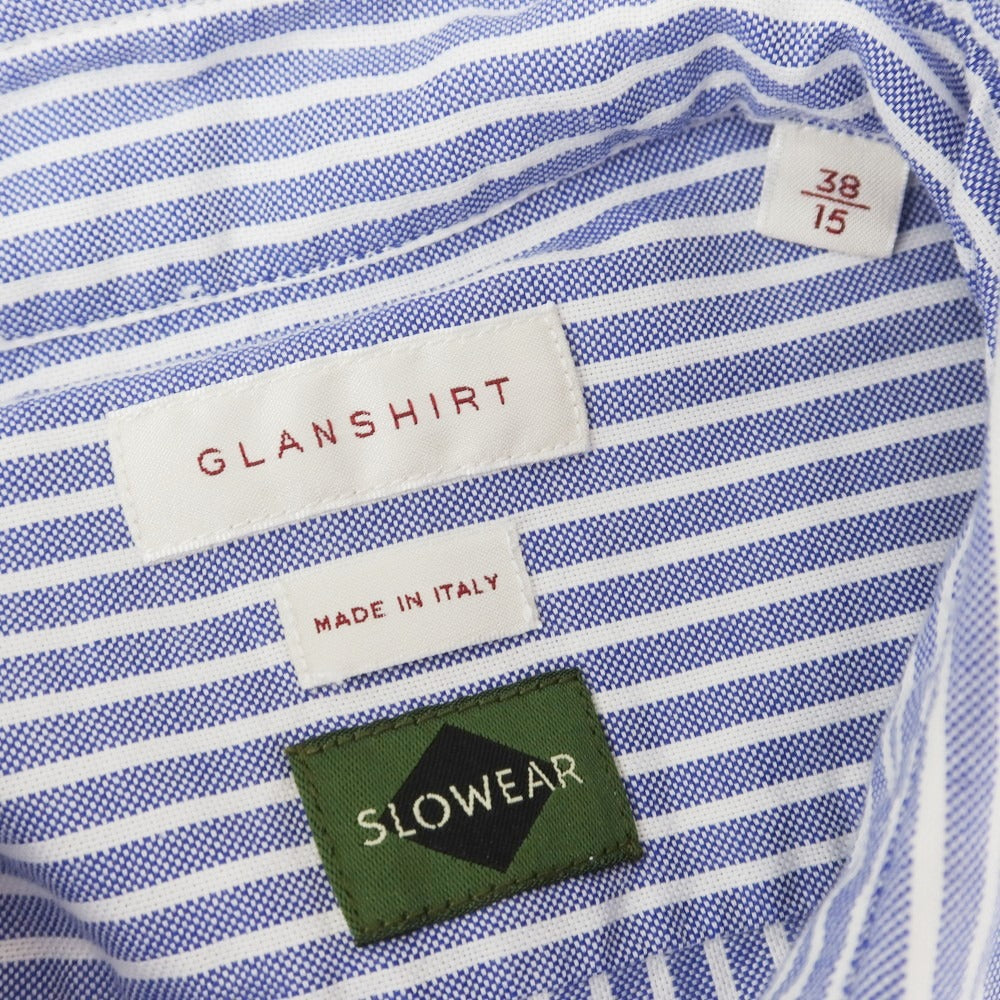 38
15
GLANSHIRT
MADE IN ITALY
SLOWEAR